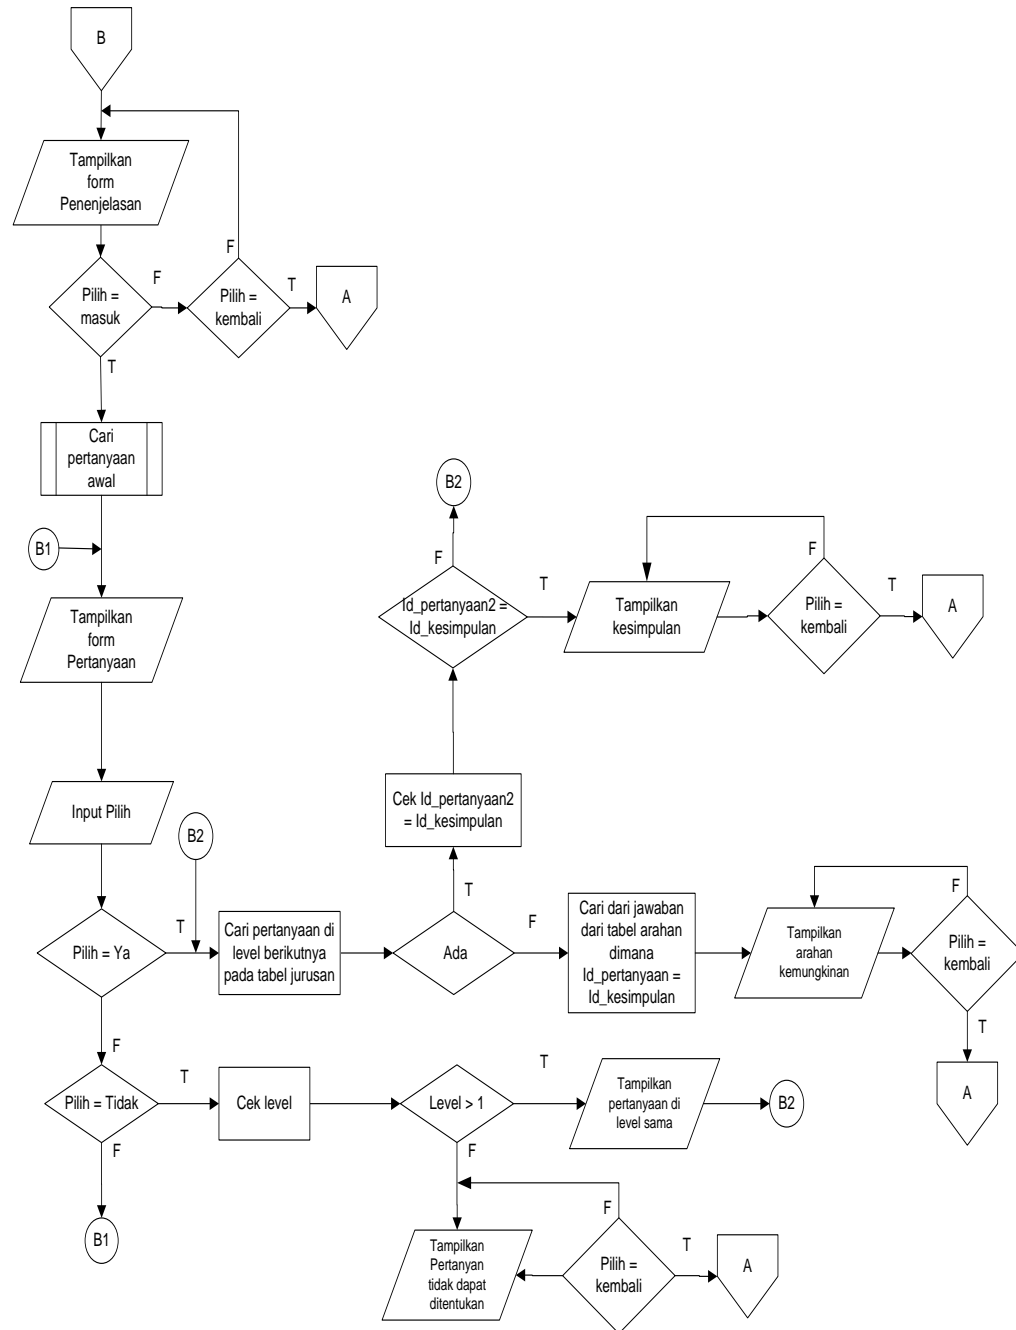 B
Tampilkan
form
Penenjelasan
F
F
T
A
Pilih =
masuk
Pilih =
kembali
T
Cari
pertanyaan
awal
B2
B1
F
F
T
T
Id_pertanyaan2 =
Id_kesimpulan
Tampilkan
kesimpulan
Pilih =
kembali
A
Tampilkan
form
Pertanyaan
Input Pilih
Cek Id_pertanyaan2
= Id_kesimpulan
B2
T
F
F
T
Pilih = Ya
Cari pertanyaan di
level berikutnya
pada tabel jurusan
Ada
Cari dari jawaban
dari tabel arahan
dimana
Id_pertanyaan =
Id_kesimpulan
Tampilkan
arahan
kemungkinan
Pilih =
kembali
T
F
T
T
A
Pilih = Tidak
Cek level
Level > 1
Tampilkan
pertanyaan di
level sama
B2
F
F
F
B1
Tampilkan
Pertanyan
tidak dapat
ditentukan
Pilih =
kembali
T
A